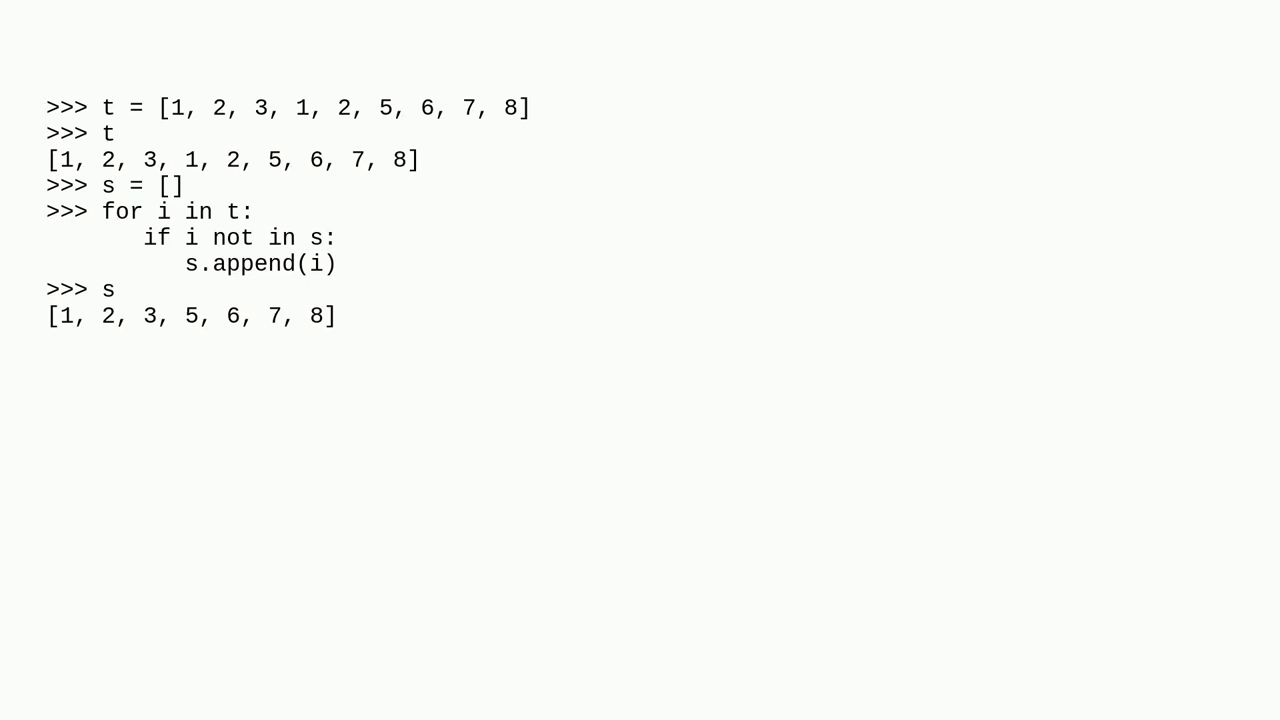 >>> t = [1, 2, 3, 1, 2, 5, 6, 7, 8]
>>> t
[1, 2, 3, 1, 2, 5, 6, 7, 8]
>>> s = []
>>> for i in t:
       if i not in s:
          s.append(i)
>>> s
[1, 2, 3, 5, 6, 7, 8]